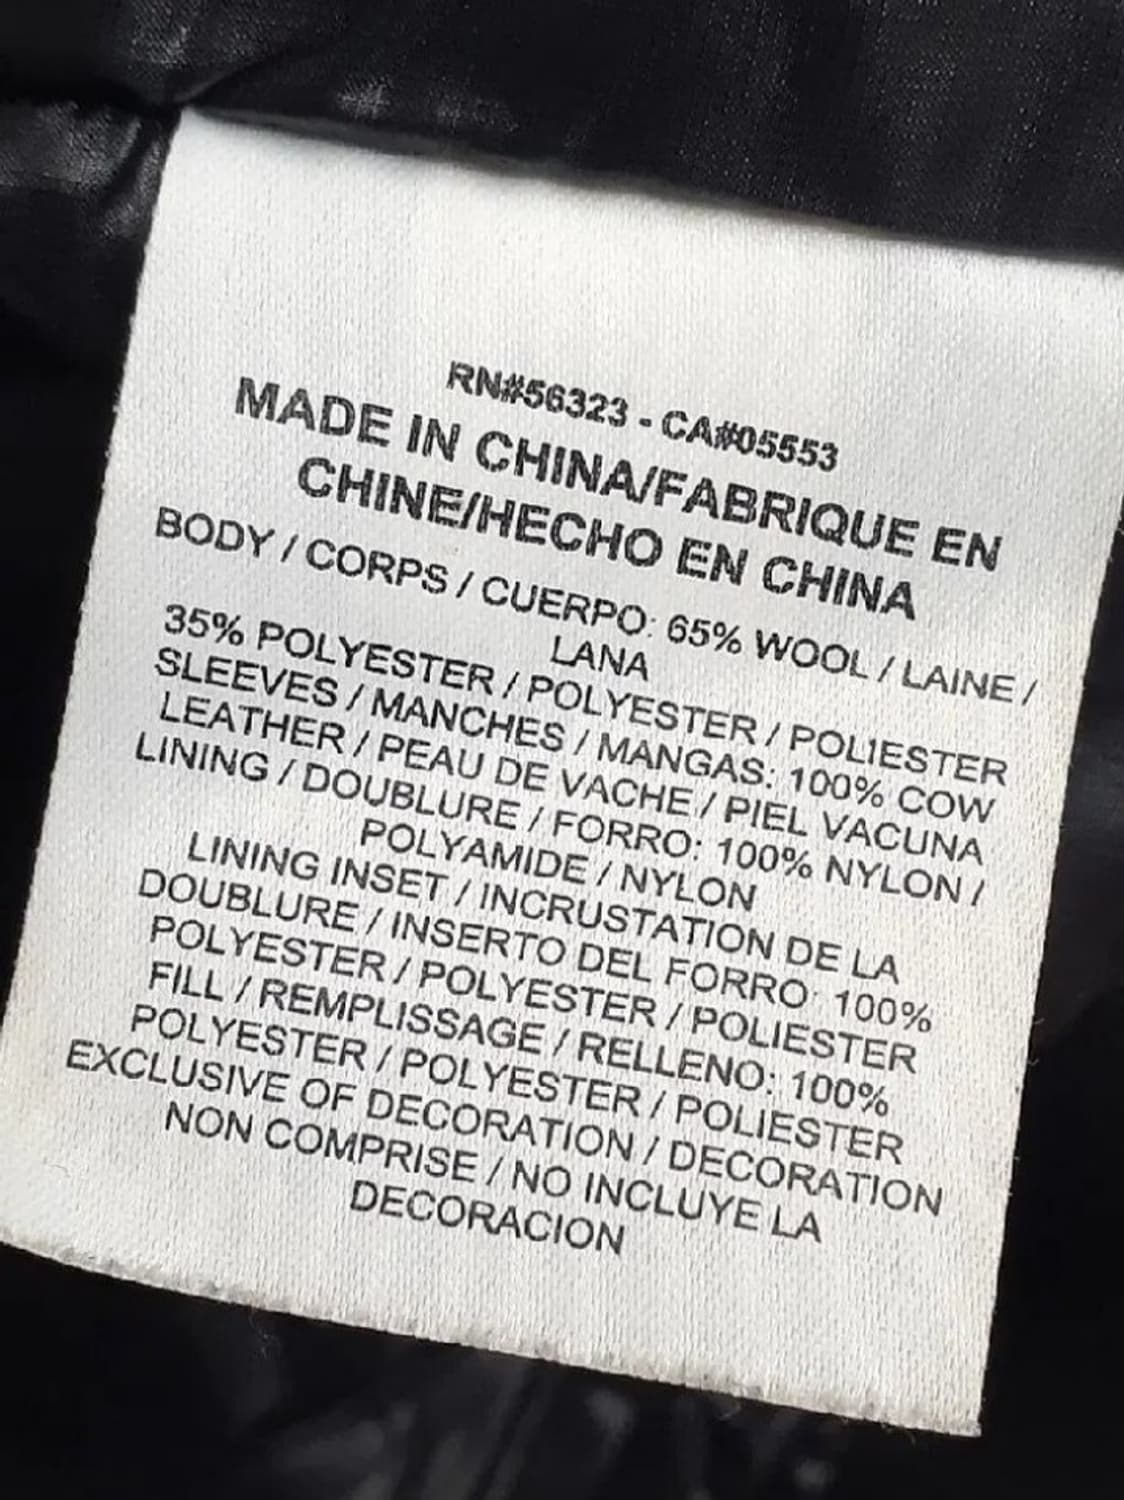 RN#56323 - CA#05553
MADE IN CHINA/FABRIQUE EN
CHINE/HECHO EN CHINA
BODY / CORPS / CUERPO: 65% WOOL / LAINE /
LANA
35% POLYESTER / POLYESTER / POLIESTER
SLEEVES / MANCHES / MANGAS: 100% COW
LEATHER / PEAU DE VACHE / PIEL VACUNA
LINING / DOUBLURE / FORRO: 100% NYLON /
POLYAMIDE / NYLON
LINING INSET / INCRUSTATION DE LA
DOUBLURE / INSERTO DEL FORRO: 100%
POLYESTER / POLYESTER / POLIESTER
FILL / REMPLISSAGE / RELLENO: 100%
POLYESTER / POLYESTER / POLIESTER
EXCLUSIVE OF DECORATION / DECORATION
NON COMPRISE / NO INCLUYE LA
DECORACION